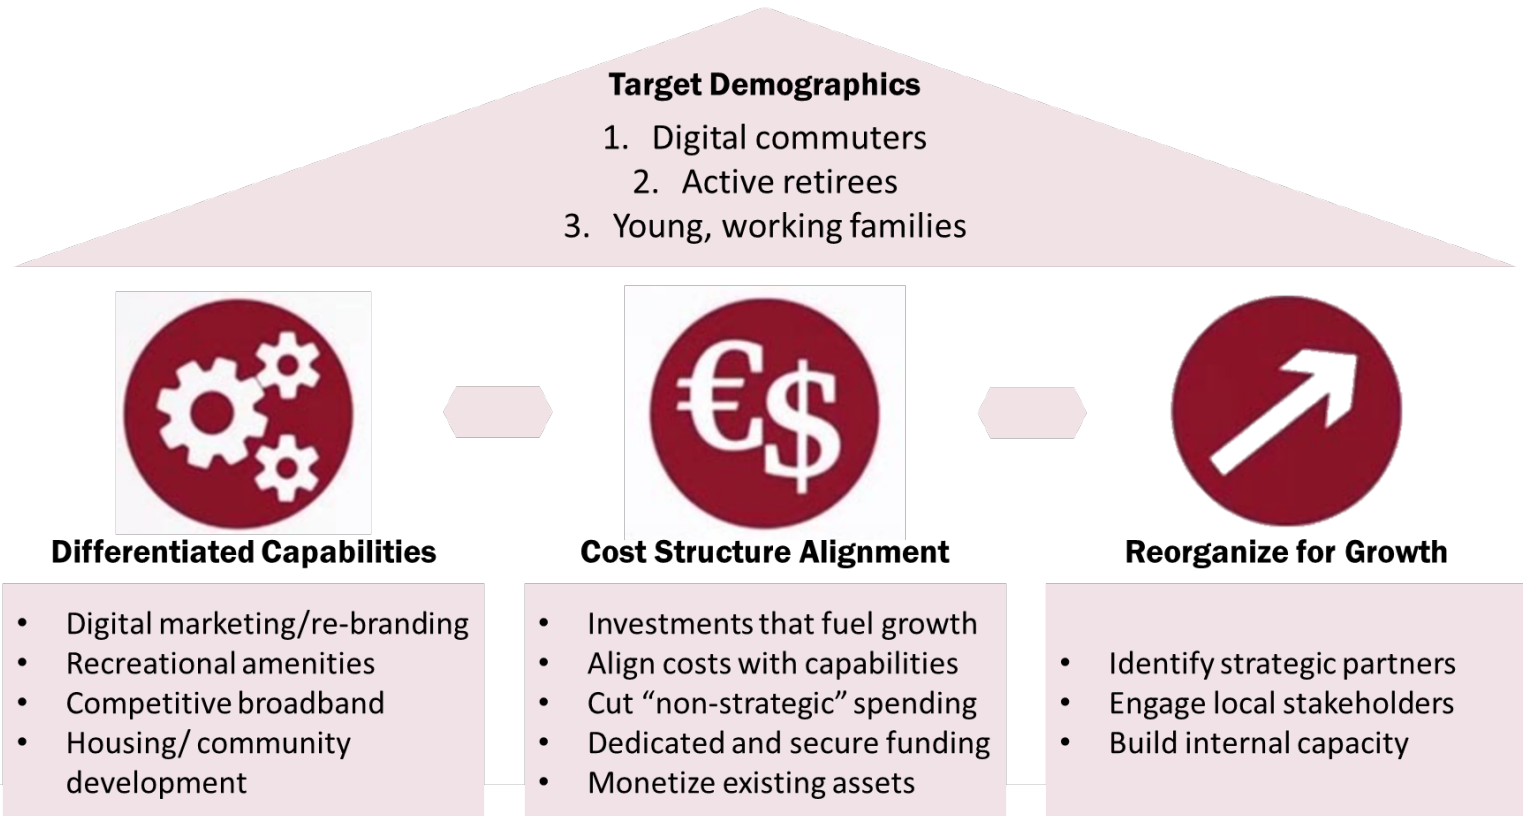 Target Demographics
1. Digital commuters
2. Active retirees
3. Young, working families
€$
Differentiated Capabilities
• Digital marketing/re-branding
• Recreational amenities
• Competitive broadband
• Housing/ community
development
Cost Structure Alignment
• Investments that fuel growth
• Align costs with capabilities
• Cut “non-strategic” spending
• Dedicated and secure funding
• Monetize existing assets
Reorganize for Growth
• Identify strategic partners
• Engage local stakeholders
• Build internal capacity